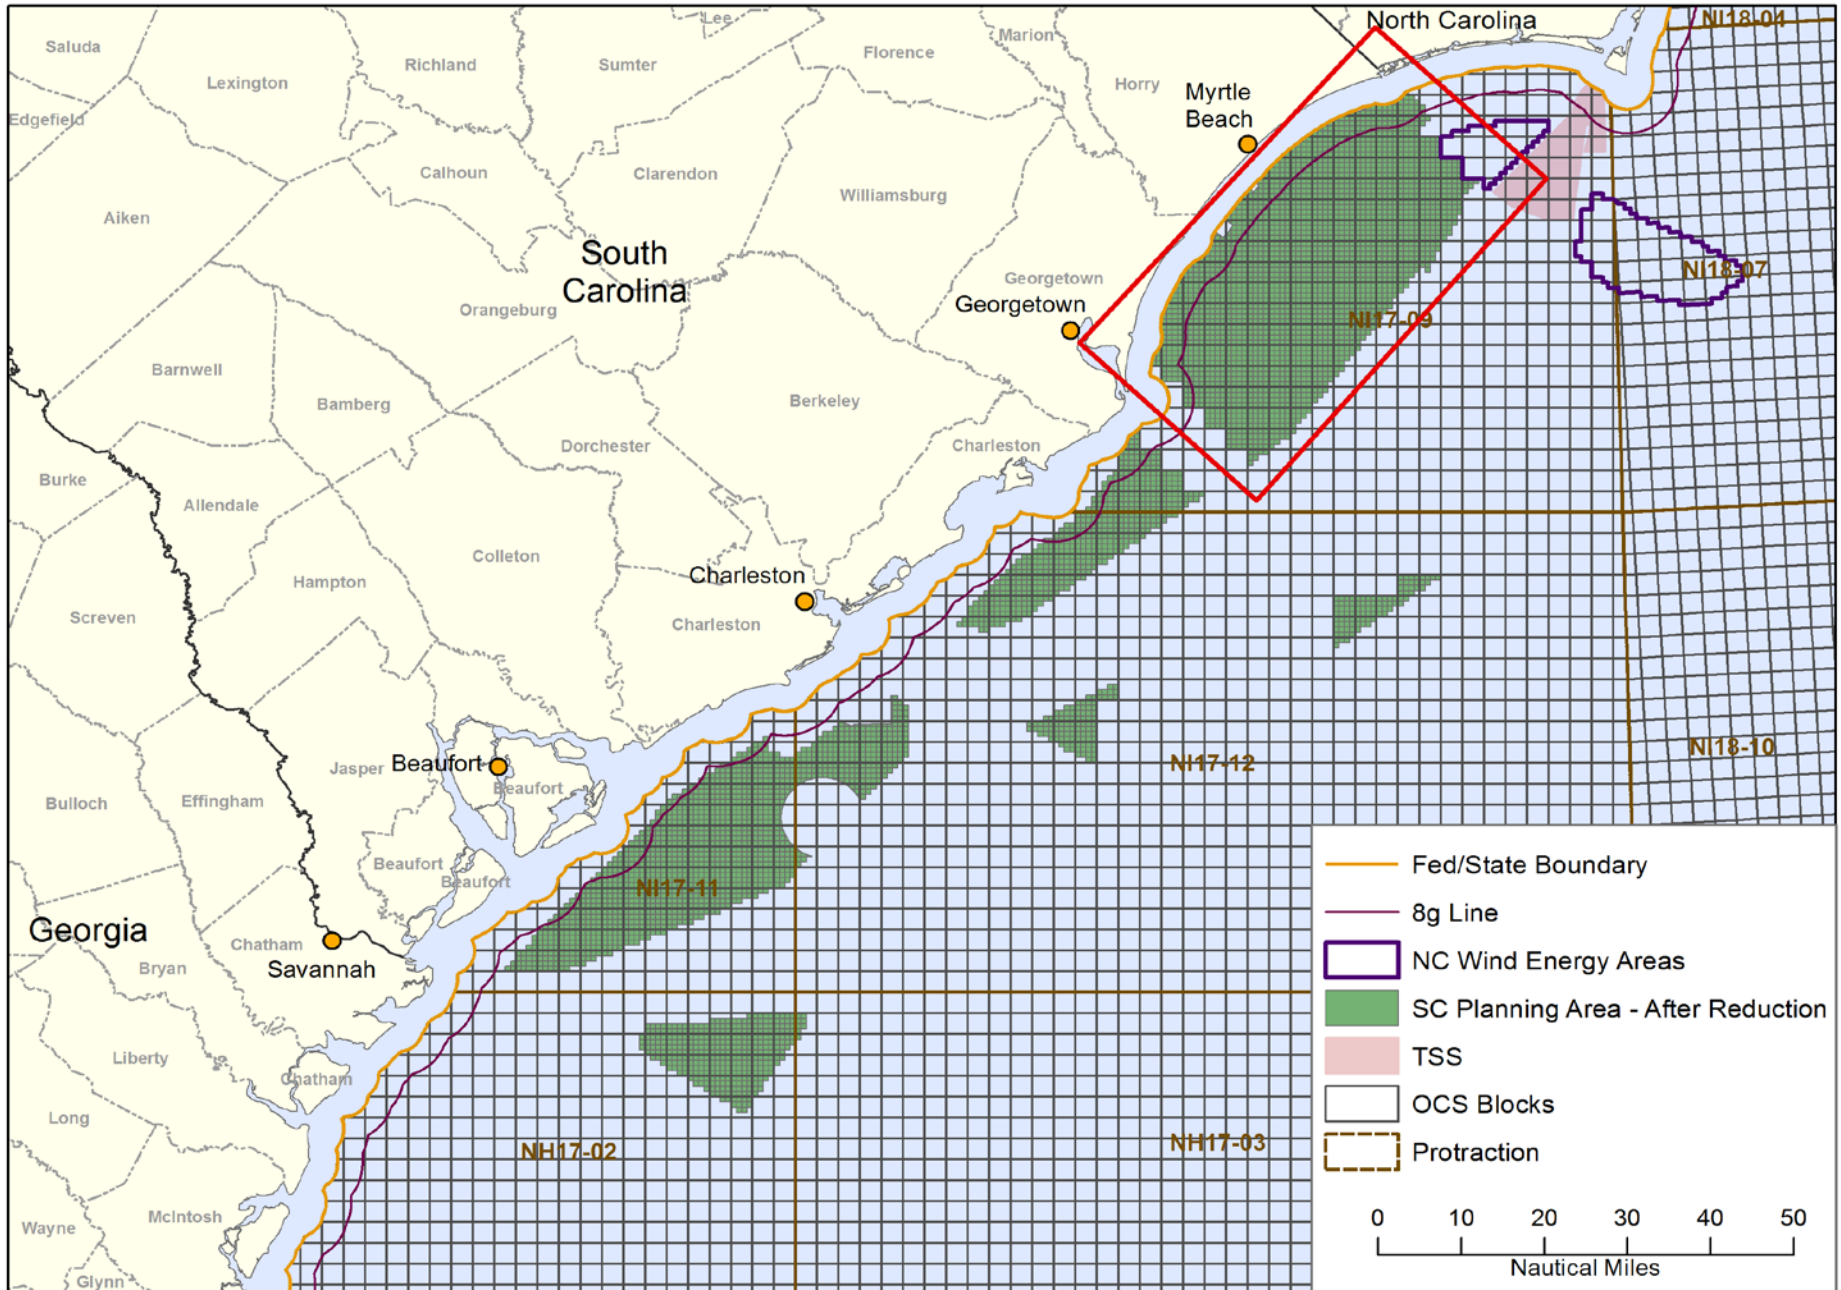 North Carolina
NI18-04
Lee
Saluda
Marion
Florence
Richland
Sumter
Lexington
Horry
Myrtle
Beach
Edgefield
Calhoun
Clarendon
Williamsburg
Aiken
South
Carolina
NI18-07
Georgetown
Georgetown
Orangeburg
NI17-09
Barnwell
Bamberg
Berkeley
Dorchester
Charleston
Burke
Allendale
Colleton
Charleston
Hampton
Screven
Charleston
NI18-10
NI17-12
Jasper
Beaufort
Beaufort
Bulloch
Effingham
Beaufort
Beaufort
NI17-11
Georgia
Chatham
Savannah
Bryan
Liberty
Chatham
Long
NH17-02
NH17-03
McIntosh
Wayne
Glynn
Fed/State Boundary
8g Line
NC Wind Energy Areas
SC Planning Area - After Reduction
TSS
OCS Blocks
Protraction
0 10 20 30 40 50
Nautical Miles